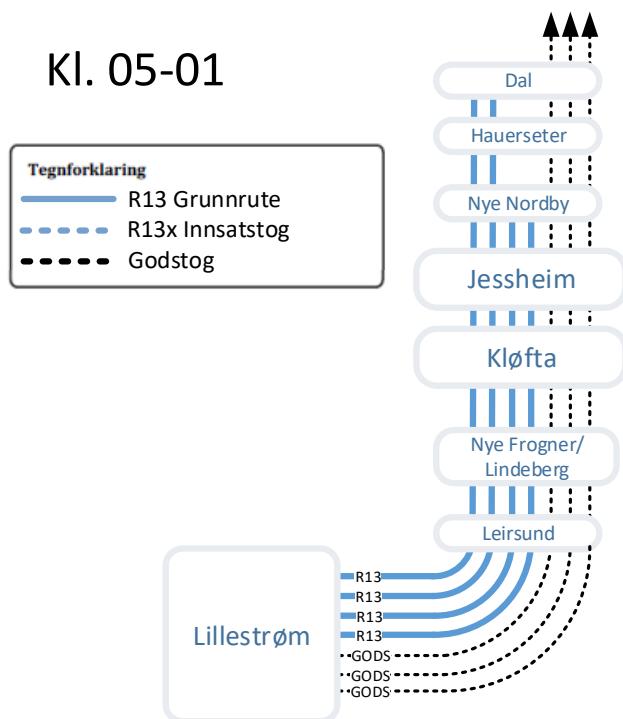 Kl. 05-01
Tegnforklaring
R13 Grunnrute
R13x Innsatstog
Godstog
Dal
Hauerseter
Nye Nordby
Jessheim
Kløfta
Nye Frogner/
Lindeberg
Leirsund
Lillestrøm
R13
R13
R13
R13
GODS
GODS
GODS